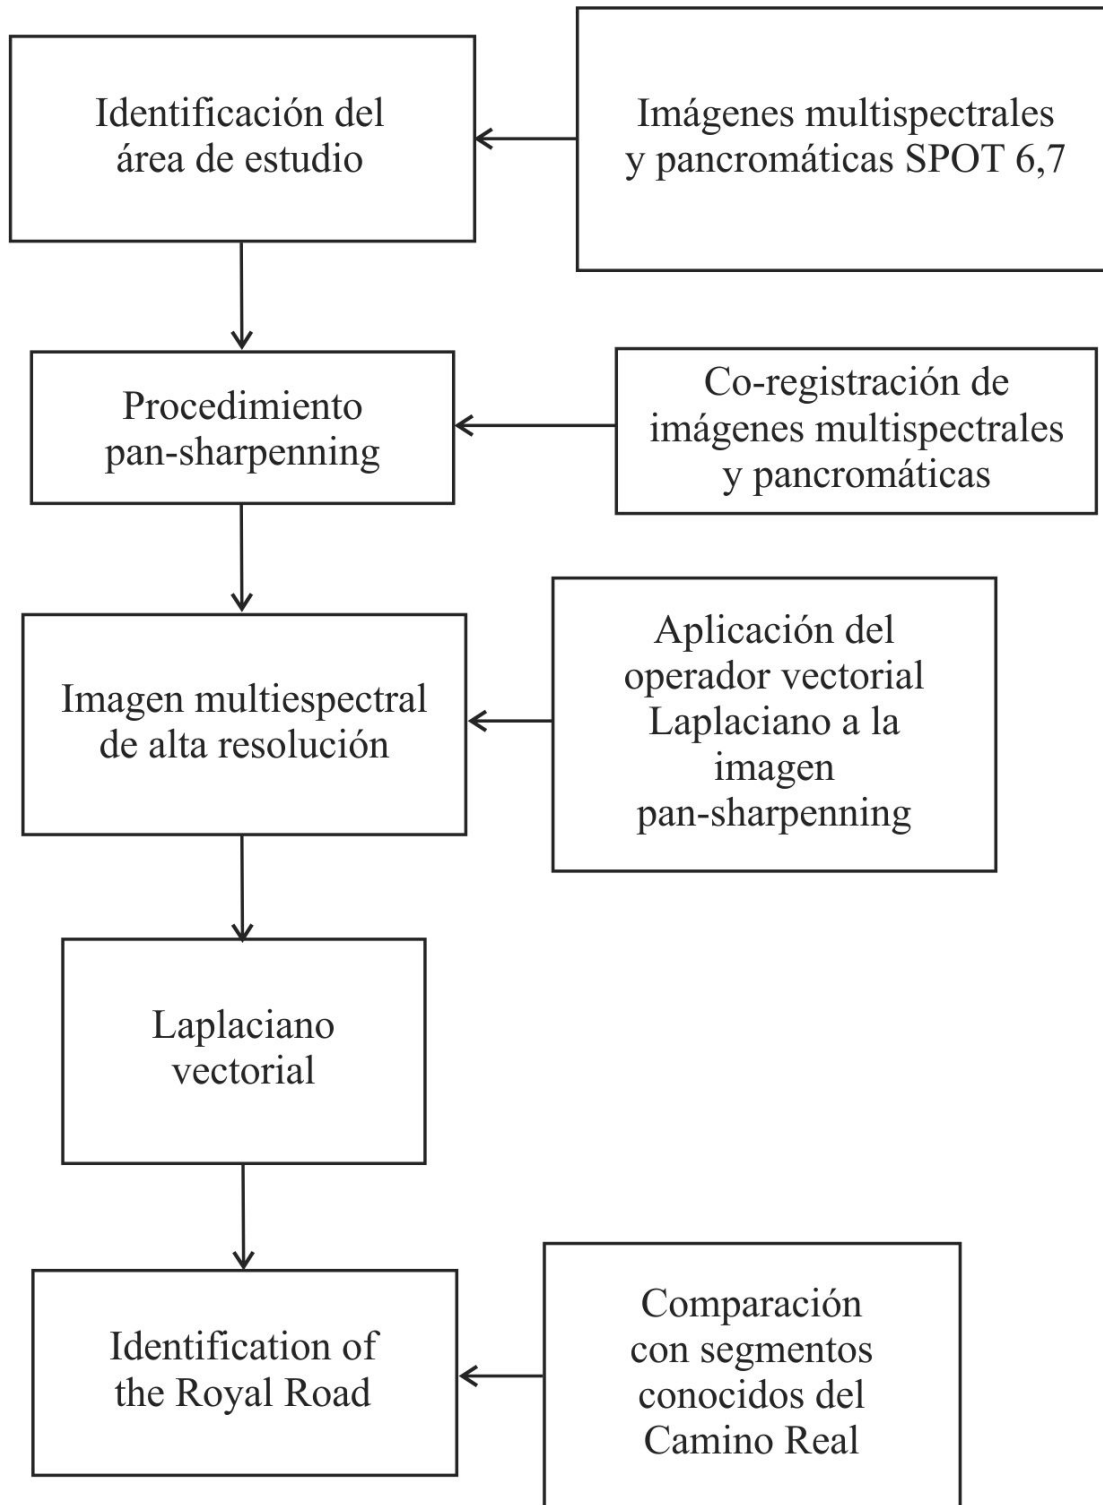 Identificación del
área de estudio
Imágenes multispectrales
y pancromáticas SPOT 6,7
Procedimiento
pan-sharpenning
Co-registración de
imágenes multispectrales
y pancromáticas
Imagen multiespectral
de alta resolución
Aplicación del
operador vectorial
Laplaciano a la
imagen
pan-sharpenning
Laplaciano
vectorial
Identification of
the Royal Road
Comparación
con segmentos
conocidos del
Camino Real